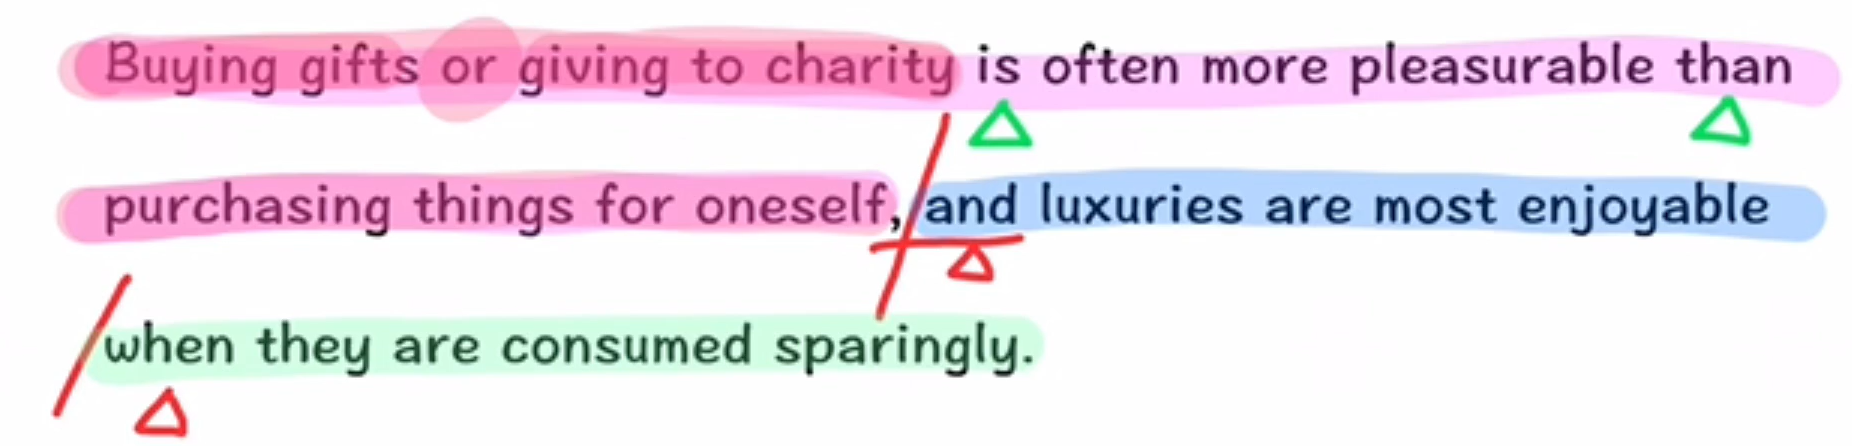 Buying gifts or giving to charity is often more pleasurable than
purchasing things for oneself, and luxuries are most enjoyable
when they are consumed sparingly.